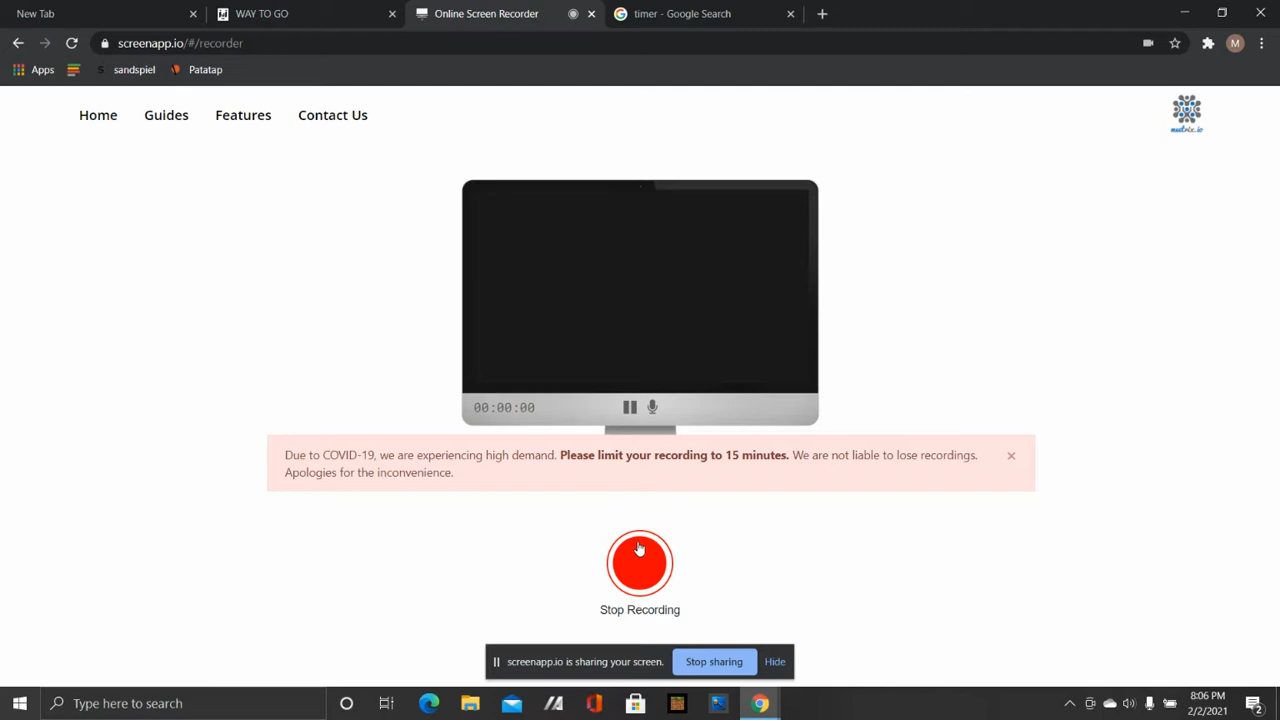 New Tab
WAY TO GO
Online Screen Recorder
timer - Google Search
screenapp.io/#/recorder
M
Apps
sandspiel
Patatap
Home
Guides
Features
Contact Us
meetrix.io
00:00:00
Due to COVID-19, we are experiencing high demand. Please limit your recording to 15 minutes. We are not liable to lose recordings.
Apologies for the inconvenience.
Stop Recording
screenapp.io is sharing your screen.
Stop sharing
Hide
Type here to search
8:06 PM
2/2/2021
2